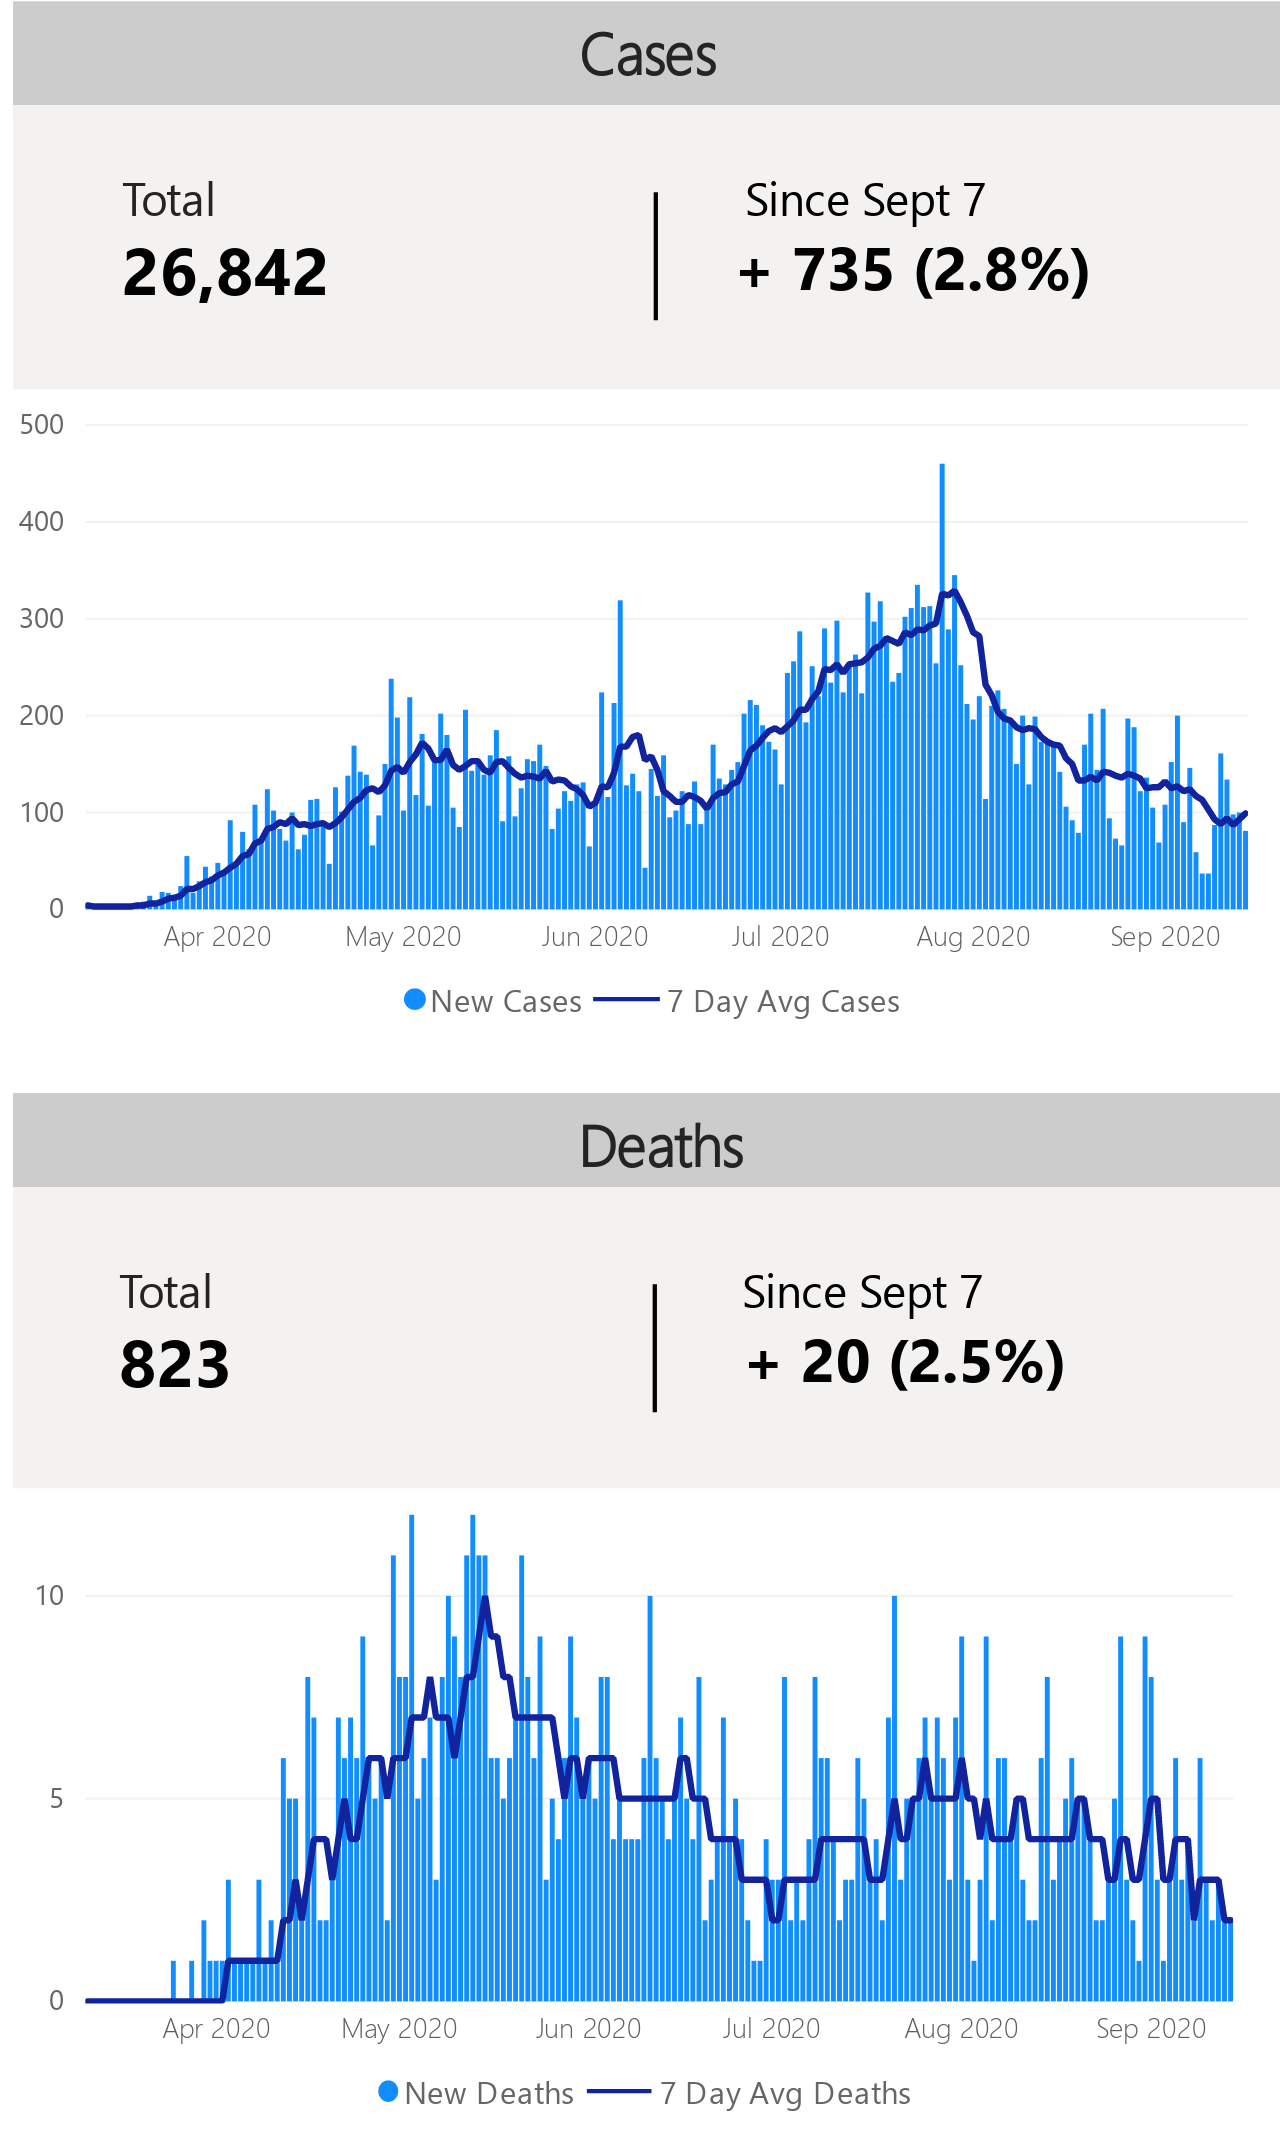 Cases
Total
Since Sept 7
26,842
+ 735 (2.8%)
500
400
300
200
100
0
Apr 2020 May 2020 Jun 2020 Jul 2020 Aug 2020 Sep 2020
New Cases 7 Day Avg Cases
Deaths
Total
Since Sept 7
823
+ 20 (2.5%)
10
5
0
Apr 2020 May 2020 Jun 2020 Jul 2020 Aug 2020 Sep 2020
New Deaths 7 Day Avg Deaths